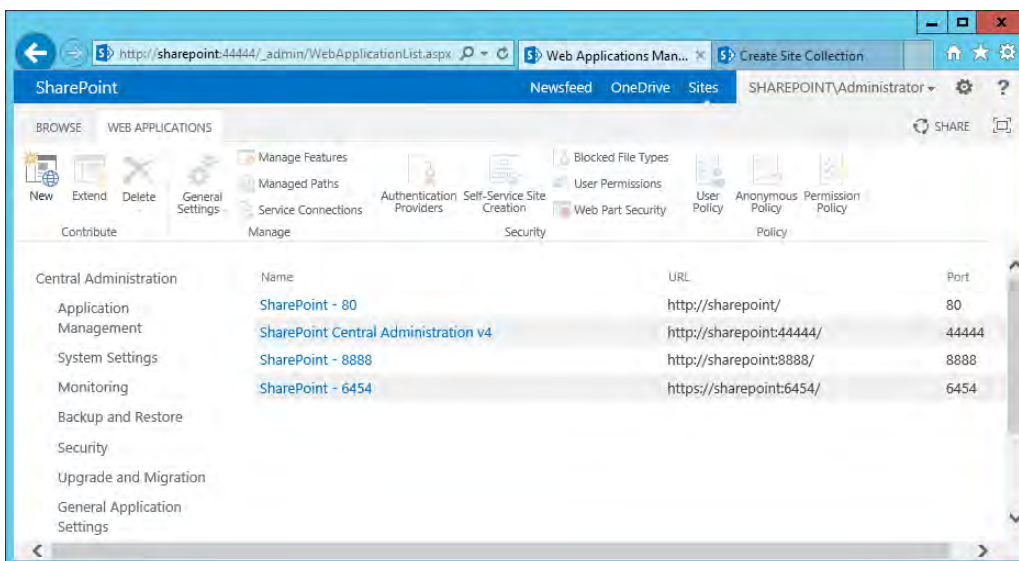 http://sharepoint:44444/_admin/WebApplicationList.aspx
Web Applications Man...
Create Site Collection
SharePoint
Newsfeed OneDrive Sites SHAREPOINT\Administrator ?
BROWSE WEB APPLICATIONS SHARE
New Extend Delete
General Settings
Manage Features
Managed Paths
Service Connections
Authentication Providers
Self-Service Site Creation
Blocked File Types
User Permissions
Web Part Security
User Policy
Anonymous Policy
Permission Policy
Contribute Manage Security Policy
Central Administration
Application
Management
System Settings
Monitoring
Backup and Restore
Security
Upgrade and Migration
General Application
Settings
Name URL Port
SharePoint - 80 http://sharepoint/ 80
SharePoint Central Administration v4 http://sharepoint:44444/ 44444
SharePoint - 8888 http://sharepoint:8888/ 8888
SharePoint - 6454 https://sharepoint:6454/ 6454